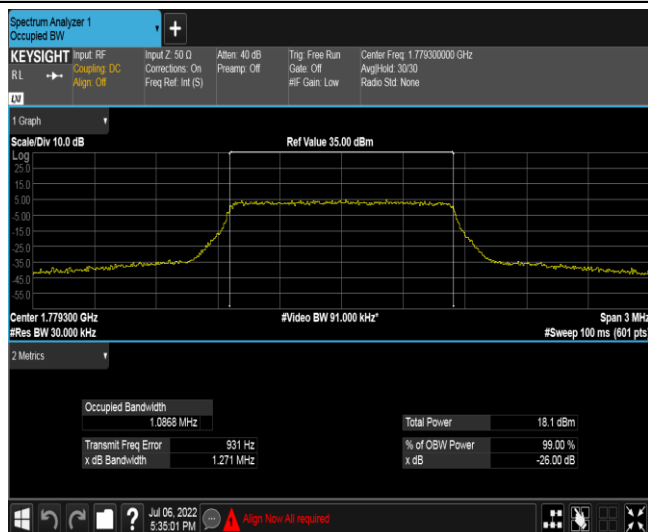 Spectrum Analyzer 1
Occupied BW
KEYSIGHT
R L
LXI
Input: RF
Coupling: DC
Align: Off
Input Z: 50 Ω
Corrections: On
Freq Ref: Int (S)
Atten: 40 dB
Preamp: Off
Trig: Free Run
Gate: Off
#IF Gain: Low
Center Freq: 1.779300000 GHz
Avg|Hold: 30/30
Radio Std: None
1 Graph
Scale/Div 10.0 dB
Ref Value 35.00 dBm
Log
25.0
15.0
5.00
-5.00
-15.0
-25.0
-35.0
-45.0
-55.0
Center 1.779300 GHz
#Video BW 91.000 kHz*
Span 3 MHz
#Res BW 30.000 kHz
#Sweep 100 ms (601 pts)
2 Metrics
Occupied Bandwidth
1.0868 MHz
Total Power 18.1 dBm
Transmit Freq Error 931 Hz
% of OBW Power 99.00 %
x dB Bandwidth 1.271 MHz
x dB -26.00 dB
?
Jul 06, 2022
5:35:01 PM
Align Now All required